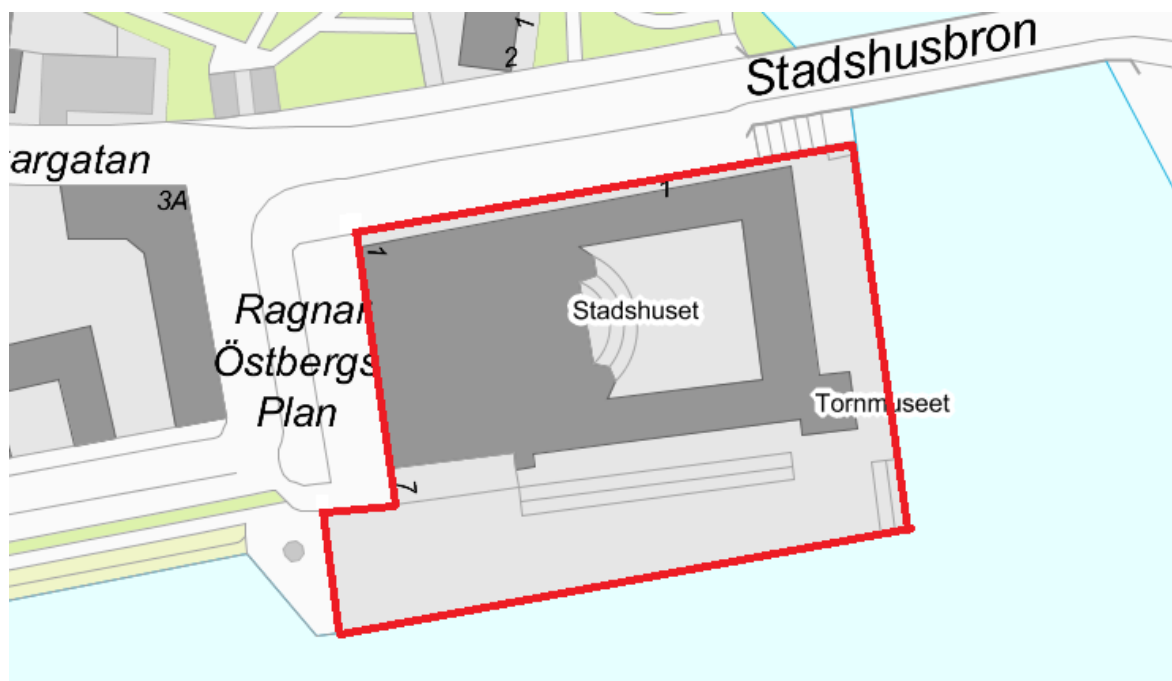 1
2
Stadshusbron
argatan
3A
1
1
Ragnar
Östbergs
Plan
Stadshuset
Tornmuseet
7